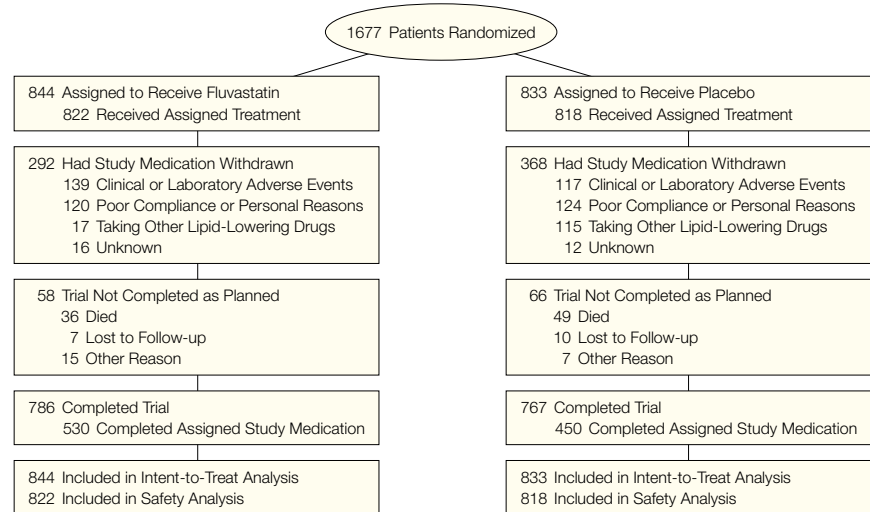 1677 Patients Randomized
844 Assigned to Receive Fluvastatin
822 Received Assigned Treatment
292 Had Study Medication Withdrawn
139 Clinical or Laboratory Adverse Events
120 Poor Compliance or Personal Reasons
17 Taking Other Lipid-Lowering Drugs
16 Unknown
58 Trial Not Completed as Planned
36 Died
7 Lost to Follow-up
15 Other Reason
786 Completed Trial
530 Completed Assigned Study Medication
844 Included in Intent-to-Treat Analysis
822 Included in Safety Analysis
833 Assigned to Receive Placebo
818 Received Assigned Treatment
368 Had Study Medication Withdrawn
117 Clinical or Laboratory Adverse Events
124 Poor Compliance or Personal Reasons
115 Taking Other Lipid-Lowering Drugs
12 Unknown
66 Trial Not Completed as Planned
49 Died
10 Lost to Follow-up
7 Other Reason
767 Completed Trial
450 Completed Assigned Study Medication
833 Included in Intent-to-Treat Analysis
818 Included in Safety Analysis